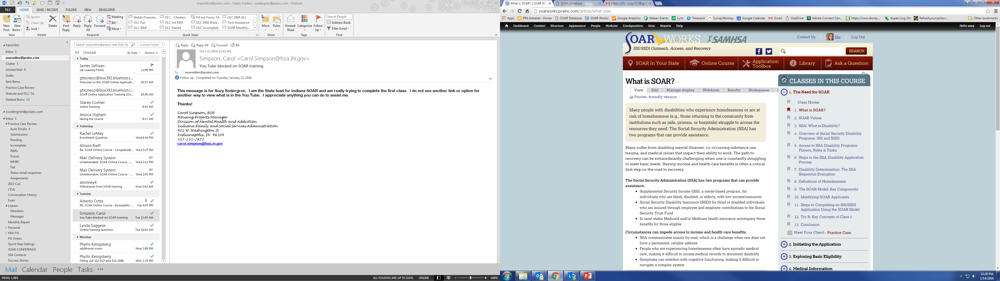 soaronline@prainc.com - Public Folders - ssodergren@prainc.com - Outlook
FILE HOME SEND / RECEIVE FOLDER VIEW DEVELOPER
New Post
New Items
New
Ignore
Clean Up
Junk
Delete
Delete
Post Reply
Reply
Reply All
Forward
Meeting
IM
More
Respond
WebEx Presente... OLC - Cheaters Fill out Forms TA OLC R&R ALL
OLC Fail OLC 3rd MSR OLC MSR Work... Tech Assistance
OLC R&R OLC Passed OLC incomplete SOAR Monthly...
Quick Steps
Move
Rules
Move
Unread/ Read
Categorize
Follow Up
Tags
Search People
Address Book
Filter Email
Find
Favorites
Inbox 1
soaronline@prainc.com
Clutter 1
Unread Mail 6
Drafts
Sent Items
Practice Case Review
Website and OLC TA
Deleted Items 12
ssodergren@prainc.com
Inbox 1
Practice Case Review
Auto Emails 4
Submissions
Pending
Incomplete
R&Rs
Passes
MHRC
Fail
Status email responses
Assignments
2013 CoC
CEUs
Conversation History
Evals
Listserv
Members
Messages
Monthly Report
Personal
PRA FYI
PG Orders
Quick Step Settings
SOAR CONFERENCE
SSA Contacts
Success Stories
Mail Calendar People Tasks ...
ITEMS: 1,985
ALL FOLDERS ARE UP TO DATE. ONLINE 100%
Search soaronline@prainc.com (Ctrl+E) Current Folder
All Unread By Date Newest
Today
James Sullivan
Up Loading Forms 12:09 PM
gfxoneco@box392.bluehost.c...
Welcome to the SOAR Online Applicati... 10:37 AM
gfxoneco@box392.bluehost.c...
SOAR Online Application Tracking (OA... 10:36 AM
Stacey Costner
online training 9:41 AM
Jessica Higham
taking the course 9:17 AM
Yesterday
Rachel LeMay
Enrollment Question Wed 6:54 PM
Allison Rieff
Re: SOAR Online Course - Congratulat... Wed 5:27 PM
Mail Delivery System
Undeliverable: SOAR Online Course - ... Wed 2:12 PM
Mail Delivery System
Undeliverable: SOAR Online Course - ... Wed 2:05 PM
abonney4
Withdrawal from SOAR training Wed 3:02 AM
Tuesday
Alberto Cotto
RE: SOAR Online Course - Incomplete ... Tue 4:07 PM
Simpson, Carol
You Tube blocked on SOAR training Tue 11:45 AM
Lynda Saggese
Online training question Tue 10:05 AM
Monday
Phyllis Kenigsberg
additional issues Mon 2:08 PM
Phyllis Kenigsberg
Filling out SSA-827 and SSA-1696 Mon 1:55 PM
Reply Reply All Forward IM
Tue 1/12/2016 11:45 AM
Simpson, Carol <Carol.Simpson@fssa.IN.gov>
You Tube blocked on SOAR training
To soaronline@prainc.com
Follow up. Completed on Tuesday, January 12, 2016.
This message is for Suzy Sodergren. I am the State lead for Indiana SOAR and am really trying to complete the first class. I do not see another link or option for
another way to view what is in the You Tube. I appreciate anything you can do to assist me.
Thanks!
Carol Simpson, BSW
Housing Projects Manager
Division of Mental Health and Addiction
Indiana Family and Social Services Administration
402 W. Washington St
Indianapolis, IN 46204
317-232-7872
carol.simpson@fssa.in.gov
What is SOAR? | SOAR Wo SOAR Database Inbox (10) - suzy717@gm
soarworks.prainc.com/article/what-soar
Apps PRA Intranet - Home SOAR Database SOAR Works! Google Analytics Webex Events Lyris Timecard SurveyMonkey Google Calendar Gmail OneDrive Adobe Connect Cen... https://www.disney... Aspen: Log On Refreshyourcache.c... Other bookmarks
Dashboard Content Structure Appearance People Modules Configuration Quiz Reports Help Hello suzy Log out
SOAR WORKS SAMHSA
SSI/SSDI Outreach, Access, and Recovery
Contact Us Me Log Out
SEARCH
SOAR In Your State Online Course Application Toolbox Library Ask a Question
What is SOAR?
View Edit Manage display Webform Results Nodequeue
Printer-friendly version
Many people with disabilities who experience homelessness or are at
risk of homelessness (e.g., those returning to the community from
institutions such as jails, prisons, or hospitals) struggle to access the
resources they need. The Social Security Administration (SSA) has
two programs that can provide assistance.
Many suffer from disabling mental illnesses, co-occurring substance use,
trauma, and medical issues that impact their ability to work. The path to
recovery can be extraordinarily challenging when one is constantly struggling
to meet basic needs. Having income and health care benefits is often a critical
first step on the road to recovery.
The Social Security Administration (SSA) has two programs that can provide
assistance.
• Supplemental Security Income (SSI), a needs-based program, for
individuals who are blind, disabled, or elderly, with low income/resources
• Social Security Disability Insurance (SSDI) for blind or disabled individuals
who are insured through employee and employer contributions to the Social
Security Trust Fund
• In most states Medicaid and/or Medicare health insurance accompany these
benefits for those eligible
Circumstances can impede access to income and health care benefits.
• SSA communicates mainly by mail, which is a challenge when one does not
have a permanent, reliable address
• People who are experiencing homelessness often have sporadic medical
care, making it difficult to access medical records to document disability
• Symptoms can interfere with cognitive functioning, making it difficult to
navigate a complex system
CLASSES IN THIS COURSE
1. The Need for SOAR
Class Home
1. What is SOAR?
2. SOAR Values
3. SSA: What is Disability?
4. Overview of Social Security Disability
Programs: SSI and SSDI
5. Access to SSA Disability Programs:
Players, Roles & Tasks
6. Steps in the SSA Disability Application
Process
7. Disability Determination: The SSA
Sequential Evaluation
8. Definitions of Homelessness
9. The SOAR Model: Key Components
10. Identifying SOAR Applicants
11. Steps to Completing an SSI/SSDI
Application Using the SOAR Model
12. Try It: Key Concepts of Class 1
13. Conclusion
Meet Your Client - Practice Case
2. Initiating the Application
3. Exploring Basic Eligibility
4. Medical Information
12:29 PM
1/14/2016